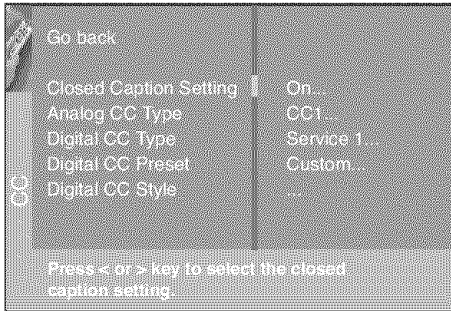 Go back
Closed Caption Setting On...
Analog CC Type CC1...
Digital CC Type Service 1...
Digital CC Preset Custom...
Digital CC Style ...
CC
Press < or > key to select the closed
caption setting.